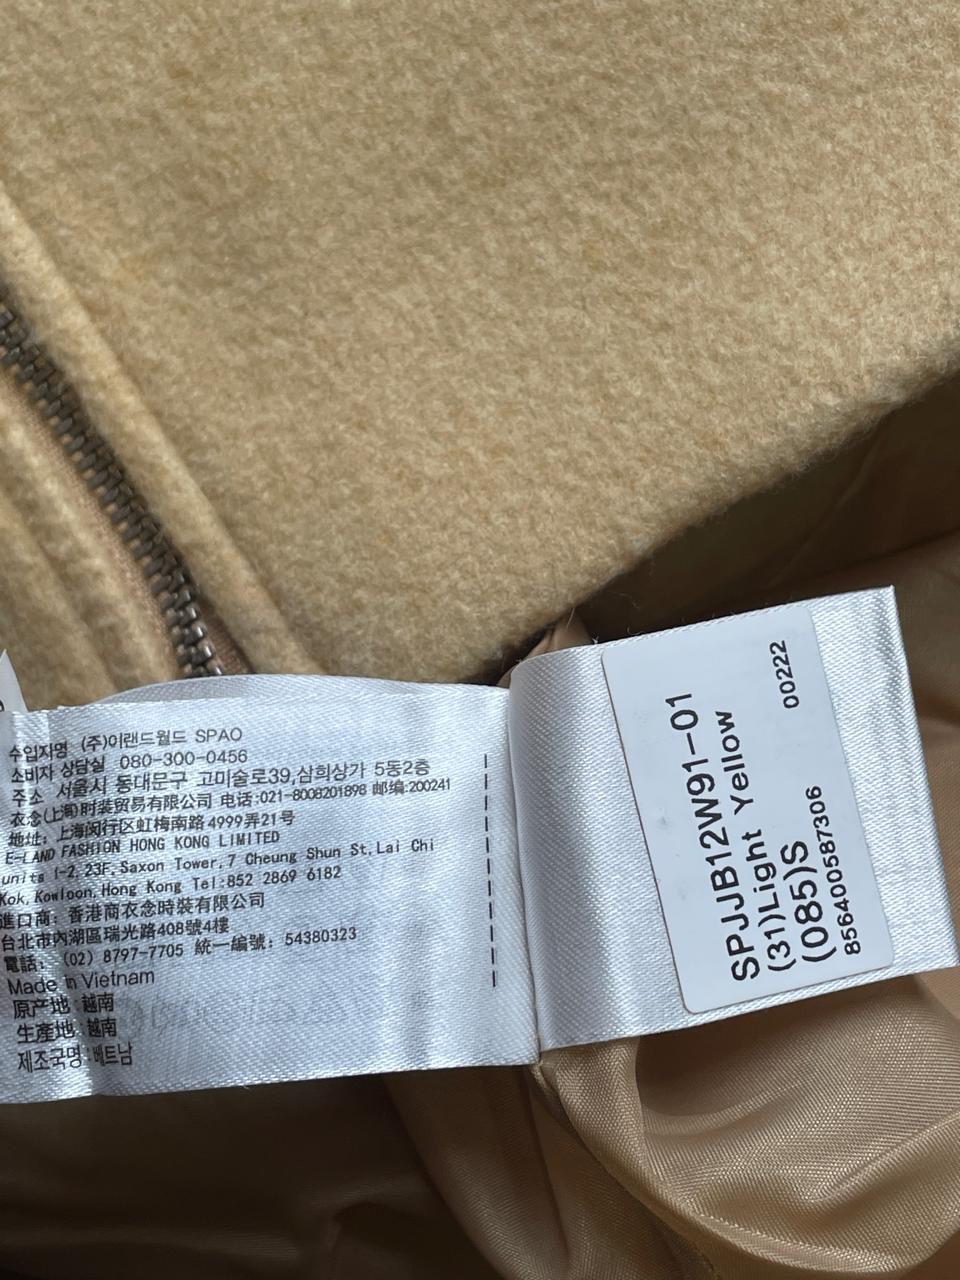 수입자명 (주)이랜드월드 SPAO
소비자 상담실 080-300-0456
주소 서울시 동대문구 고미술로39,삼희상가 5동2층
衣念(上海)时装贸易有限公司 电话:021-8008201898 邮编:200241
地址: 上海闵行区虹梅南路4999弄21号
E-LAND FASHION HONG KONG LIMITED
units 1-2,23F,Saxon Tower,7 Cheung Shun St,Lai Chi
Kok,Kowloon,Hong Kong Tel:852 2869 6182
進口商: 香港商衣念時裝有限公司
台北市內湖區瑞光路408號4樓
電話: (02) 8797-7705 統一編號: 54380323
Made in Vietnam
原产地:越南
生產地:越南
제조국명:베트남
SPJJB12W91-01
(31)Light Yellow 00222
(085)S
856400587306